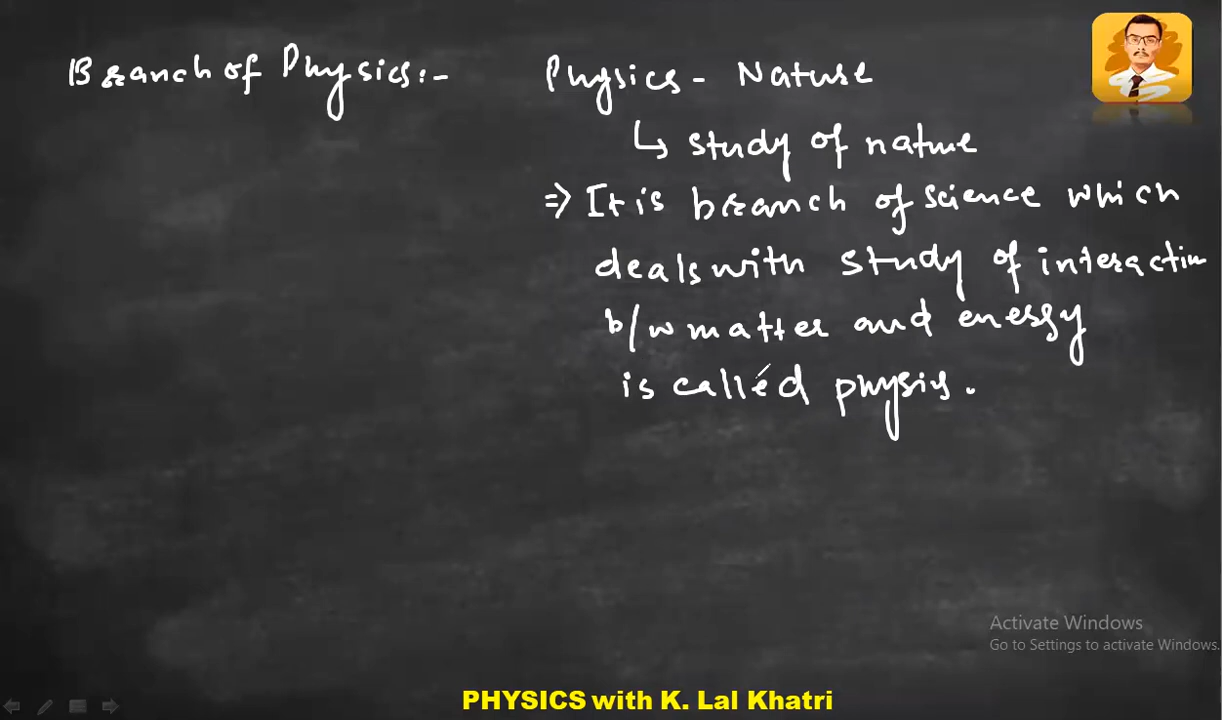 Branch of Physics:-
Physics - Nature
↳ study of nature
⇒ It is branch of science which
deals with study of interaction
b/w matter and energy
is called physis.
Activate Windows
Go to Settings to activate Windows.
PHYSICS with K. Lal Khatri